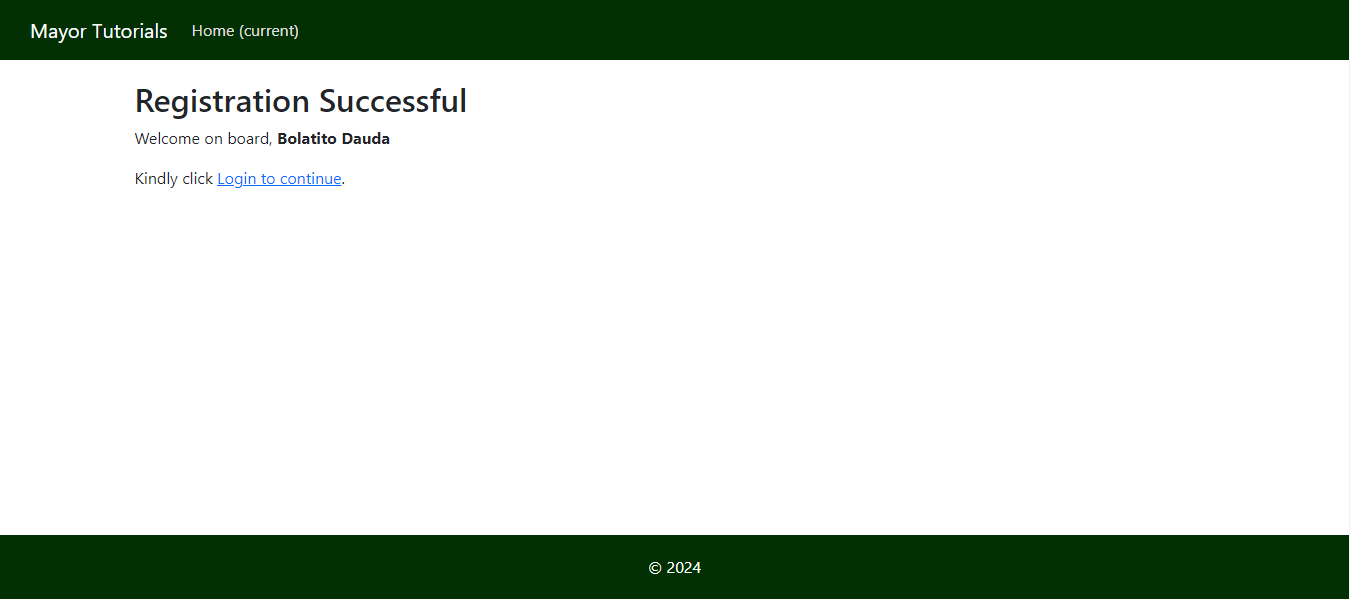 Mayor Tutorials Home (current)
Registration Successful
Welcome on board, Bolatito Dauda
Kindly click Login to continue.
© 2024